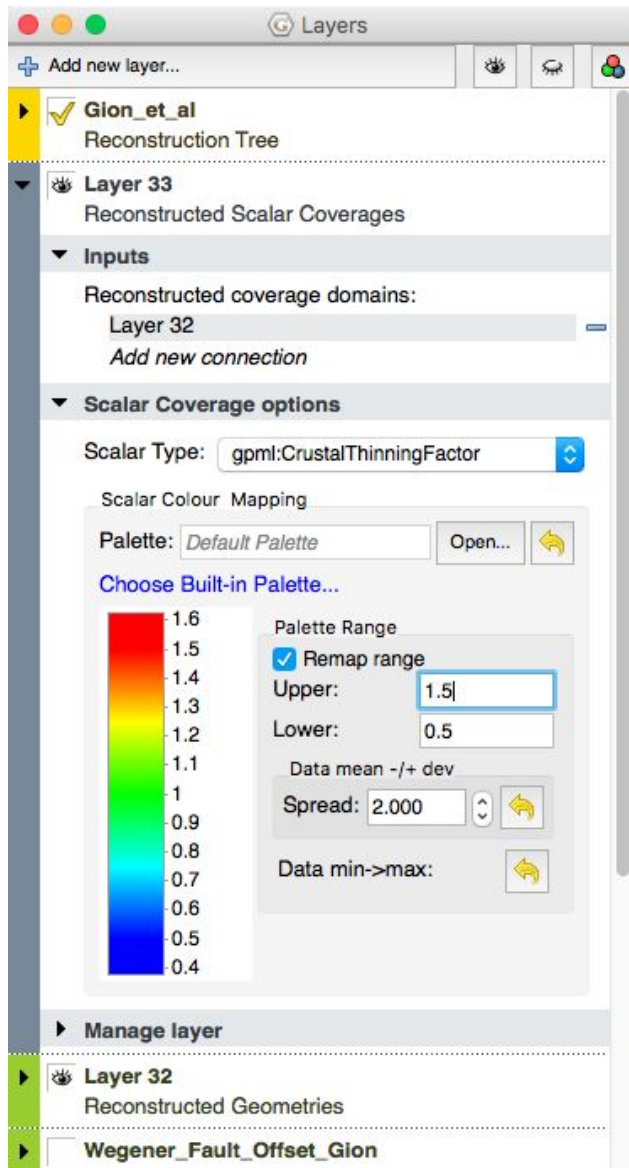 Layers
Add new layer...
Gion_et_al
Reconstruction Tree
Layer 33
Reconstructed Scalar Coverages
Inputs
Reconstructed coverage domains:
Layer 32
Add new connection
Scalar Coverage options
Scalar Type: gpml:CrustalThinningFactor
Scalar Colour Mapping
Palette: Default Palette Open...
Choose Built-in Palette...
1.6
1.5
1.4
1.3
1.2
1.1
1
0.9
0.8
0.7
0.6
0.5
0.4
Palette Range
Remap range
Upper: 1.5
Lower: 0.5
Data mean -/+ dev
Spread: 2.000
Data min->max:
Manage layer
Layer 32
Reconstructed Geometries
Wegener_Fault_Offset_Gion